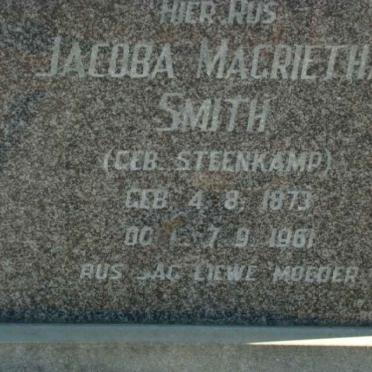 HIER RUS
JACOBA MAGRIETHA
SMITH
(GEB. STEENKAMP)
GEB. 4. 8. 1873
7. 9. 1961
RUS SAG LIEWE MOEDER